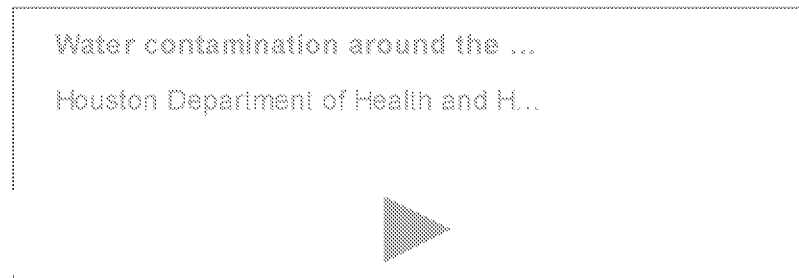 Water contamination around the ...
Houston Department of Health and H...